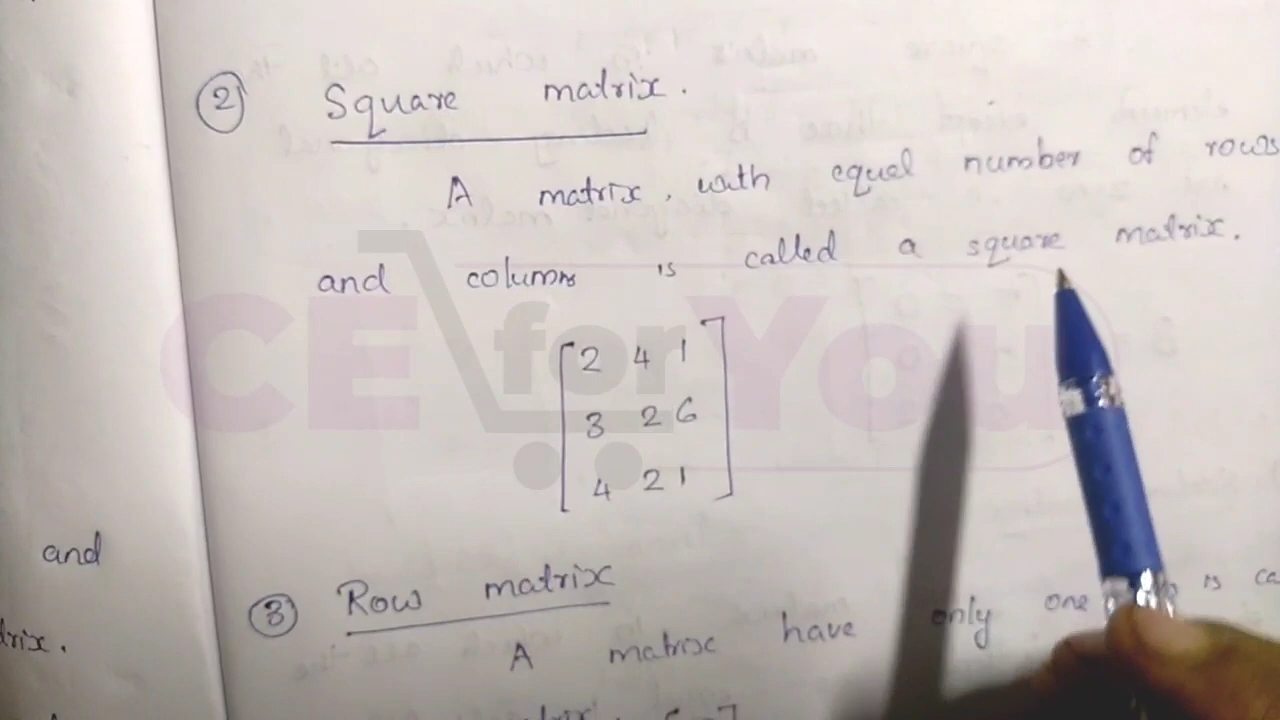 ② Square matrix.
A matrix, with equal number of rows
and columns is called a square matrix.
2 4 1
3 2 6
4 2 1
and
③ Row matrix
A matrix have only one is
CE for You